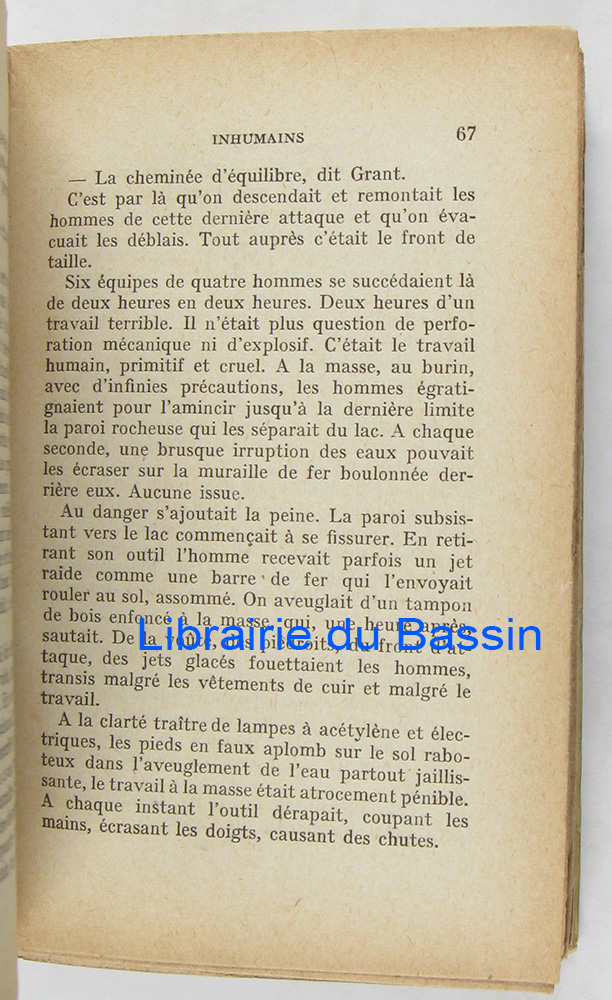 INHUMAINS 67
— La cheminée d'équilibre, dit Grant.
C'est par là qu'on descendait et remontait les
hommes de cette dernière attaque et qu'on éva-
cuait les déblais. Tout auprès c'était le front de
taille.
Six équipes de quatre hommes se succédaient là
de deux heures en deux heures. Deux heures d'un
travail terrible. Il n'était plus question de perfo-
ration mécanique ni d'explosif. C'était le travail
humain, primitif et cruel. A la masse, au burin,
avec d'infinies précautions, les hommes égrati-
gnaient pour l'amincir jusqu'à la dernière limite
la paroi rocheuse qui les séparait du lac. A chaque
seconde, une brusque irruption des eaux pouvait
les écraser sur la muraille de fer boulonnée der-
rière eux. Aucune issue.
Au danger s'ajoutait la peine. La paroi subsis-
tant vers le lac commençait à se fissurer. En reti-
rant son outil l'homme recevait parfois un jet
raide comme une barre de fer qui l'envoyait
rouler au sol, assommé. On aveuglait d'un tampon
de bois enfoncé à la masse qui, une heure après,
sautait. De la voûte, des piédroits, du front d'at-
taque, des jets glacés fouettaient les hommes,
transis malgré les vêtements de cuir et malgré le
travail.
A la clarté traître de lampes à acétylène et élec-
triques, les pieds en faux aplomb sur le sol rabo-
teux dans l'aveuglement de l'eau partout jaillis-
sante, le travail à la masse était atrocement pénible.
A chaque instant l'outil dérapait, coupant les
mains, écrasant les doigts, causant des chutes.
Librairie du Bassin